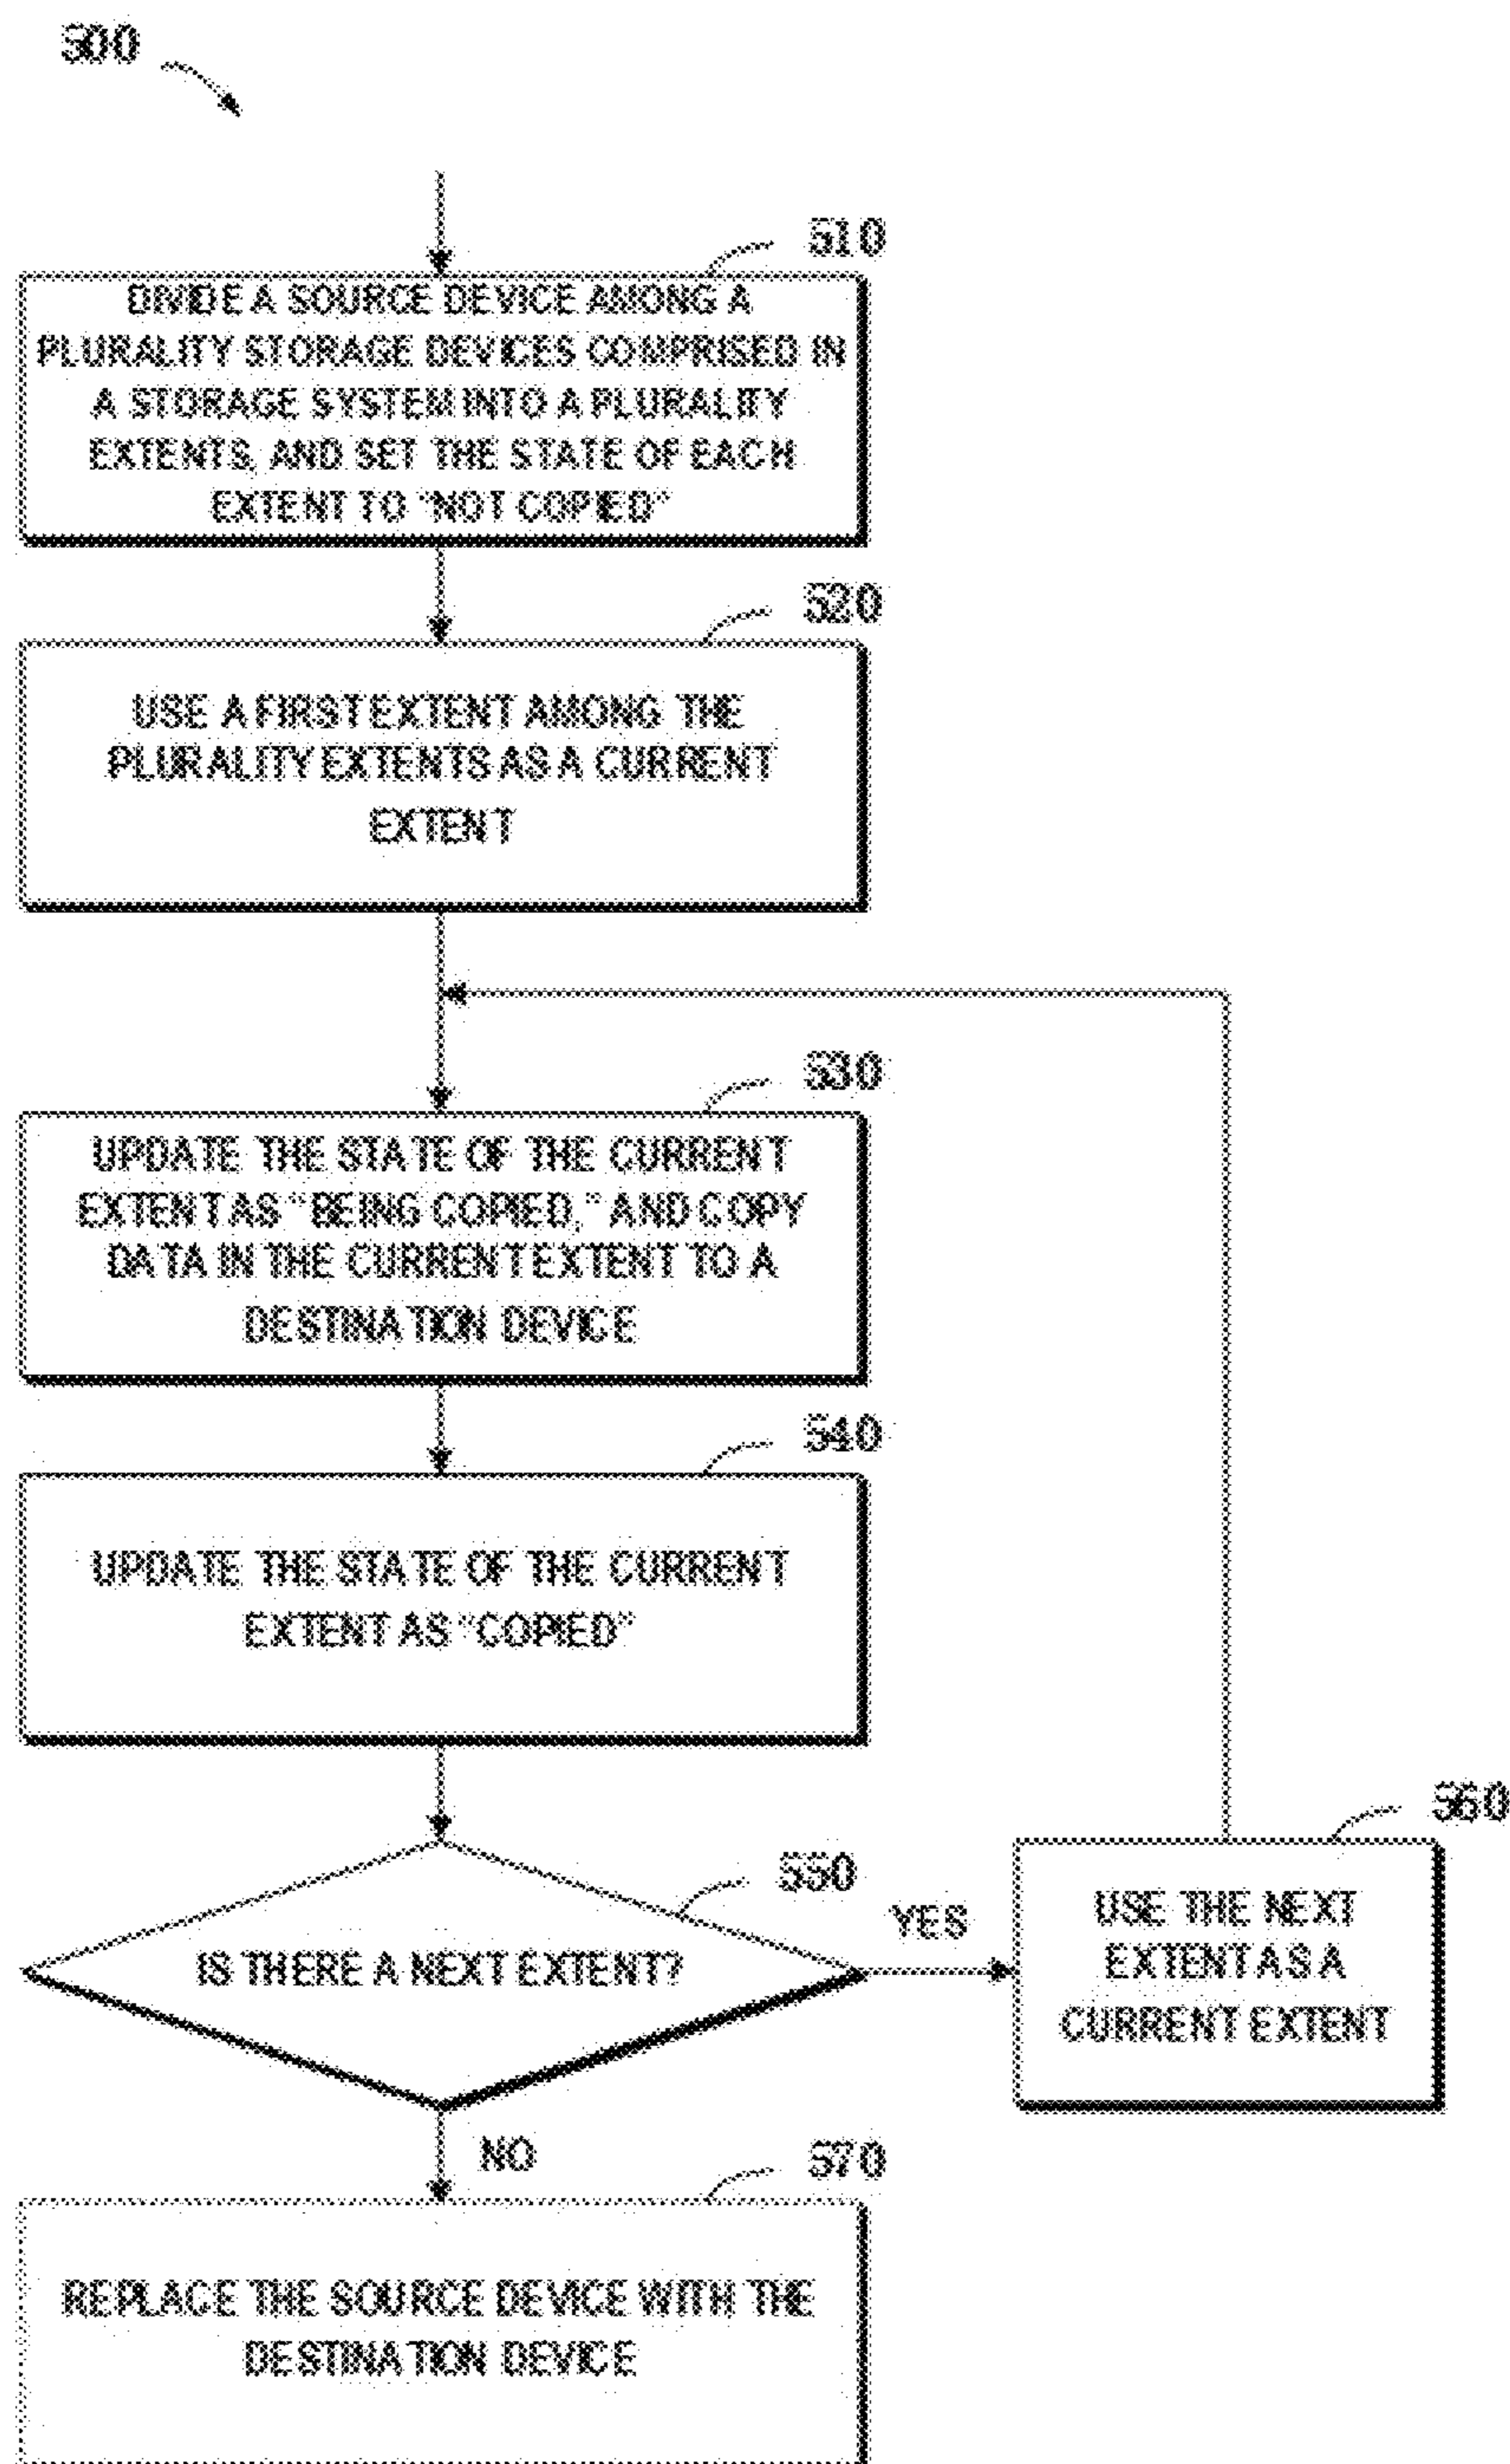 500
510
DIVIDE A SOURCE DEVICE AMONG A
PLURALITY STORAGE DEVICES COMPRISED IN
A STORAGE SYSTEM INTO A PLURALITY
EXTENTS, AND SET THE STATE OF EACH
EXTENT TO "NOT COPIED"
520
USE A FIRST EXTENT AMONG THE
PLURALITY EXTENTS AS A CURRENT
EXTENT
530
UPDATE THE STATE OF THE CURRENT
EXTENT AS "BEING COPIED," AND COPY
DATA IN THE CURRENT EXTENT TO A
DESTINATION DEVICE
540
UPDATE THE STATE OF THE CURRENT
EXTENT AS "COPIED"
550
IS THERE A NEXT EXTENT?
YES
560
USE THE NEXT
EXTENT AS A
CURRENT EXTENT
NO
570
REPLACE THE SOURCE DEVICE WITH THE
DESTINATION DEVICE